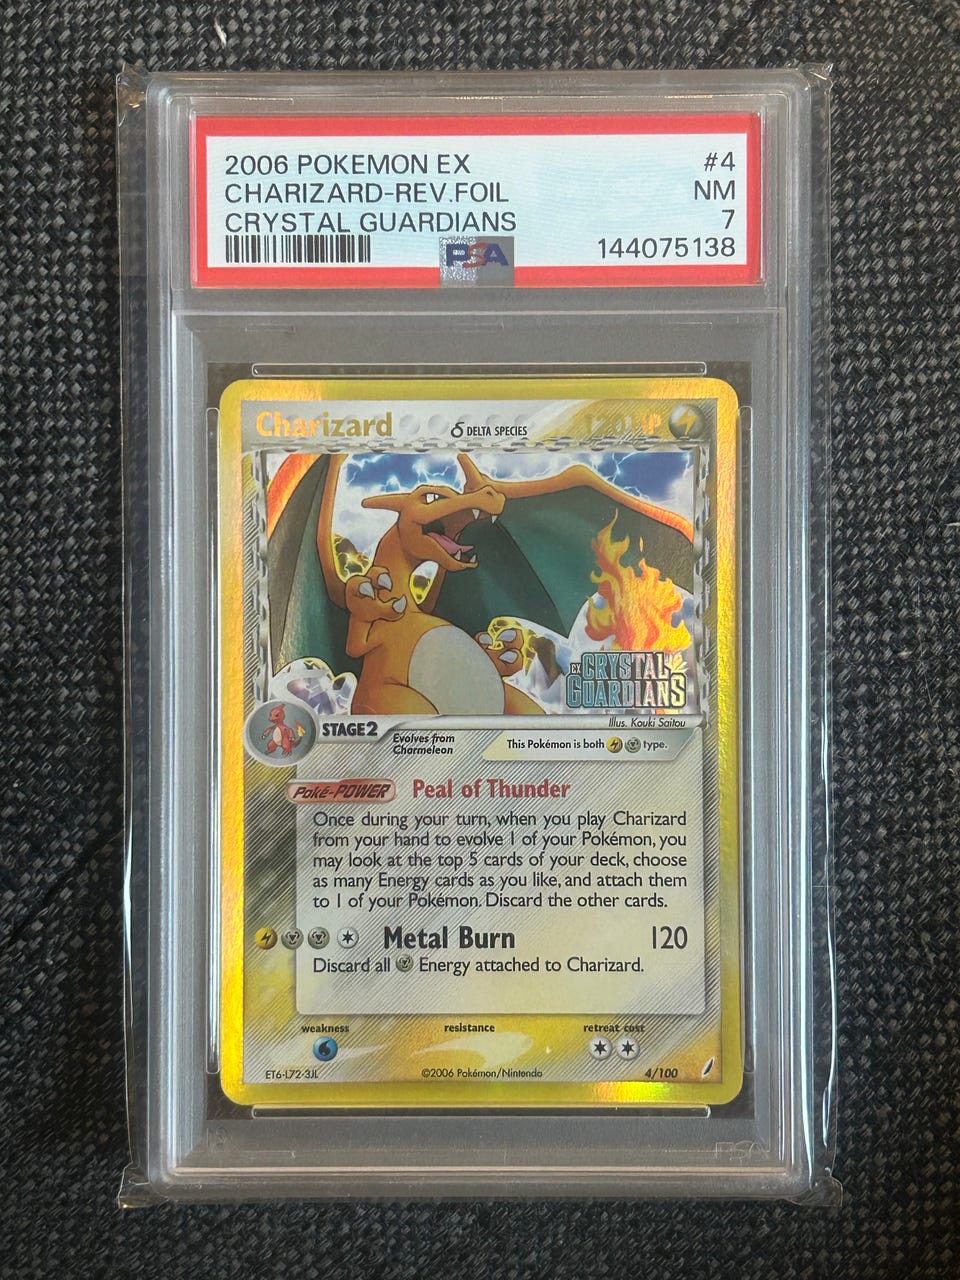 2006 POKEMON EX #4
CHARIZARD-REV.FOIL NM
CRYSTAL GUARDIANS 7
144075138
PSA
Charizard δ DELTA SPECIES 120 HP
EX CRYSTAL
GUARDIANS
Illus. Kouki Saitou
STAGE 2
Evolves from
Charmeleon
This Pokémon is both type.
Poké-POWER Peal of Thunder
Once during your turn, when you play Charizard
from your hand to evolve 1 of your Pokémon, you
may look at the top 5 cards of your deck, choose
as many Energy cards as you like, and attach them
to 1 of your Pokémon. Discard the other cards.
Metal Burn 120
Discard all Energy attached to Charizard.
weakness resistance retreat cost
ET6-L72-3JL ©2006 Pokémon/Nintendo 4/100
PSA